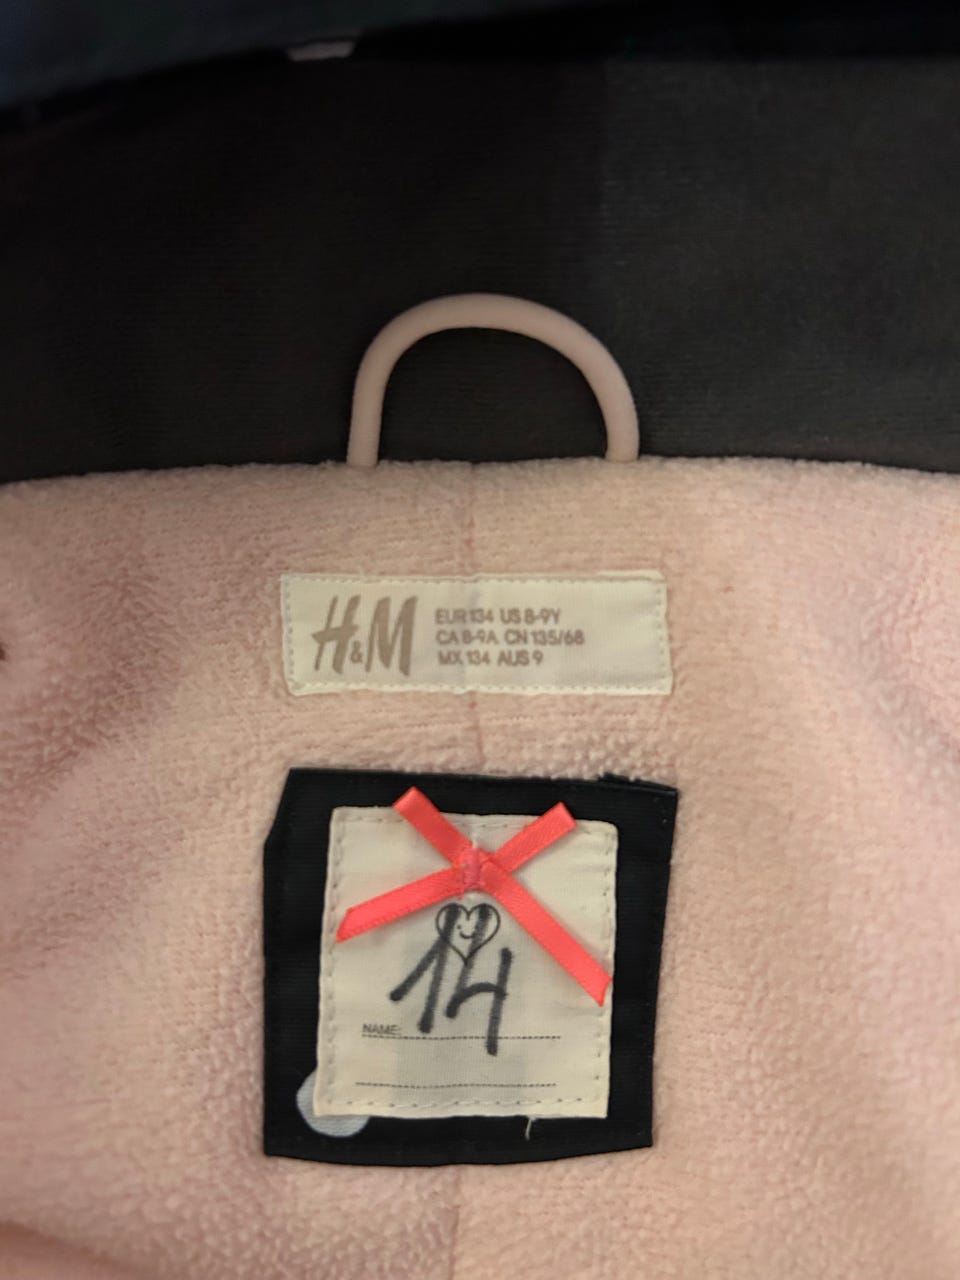 H&M
EUR 134 US 8-9Y
CA 8-9A CN 135/68
MX 134 AUS 9
14
NAME: